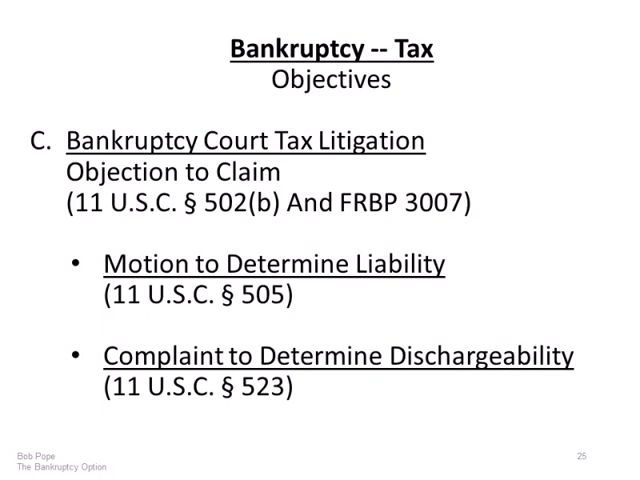 Bankruptcy -- Tax
Objectives
C. Bankruptcy Court Tax Litigation
Objection to Claim
(11 U.S.C. § 502(b) And FRBP 3007)
• Motion to Determine Liability
(11 U.S.C. § 505)
• Complaint to Determine Dischargeability
(11 U.S.C. § 523)
Bob Pope
The Bankruptcy Option
25